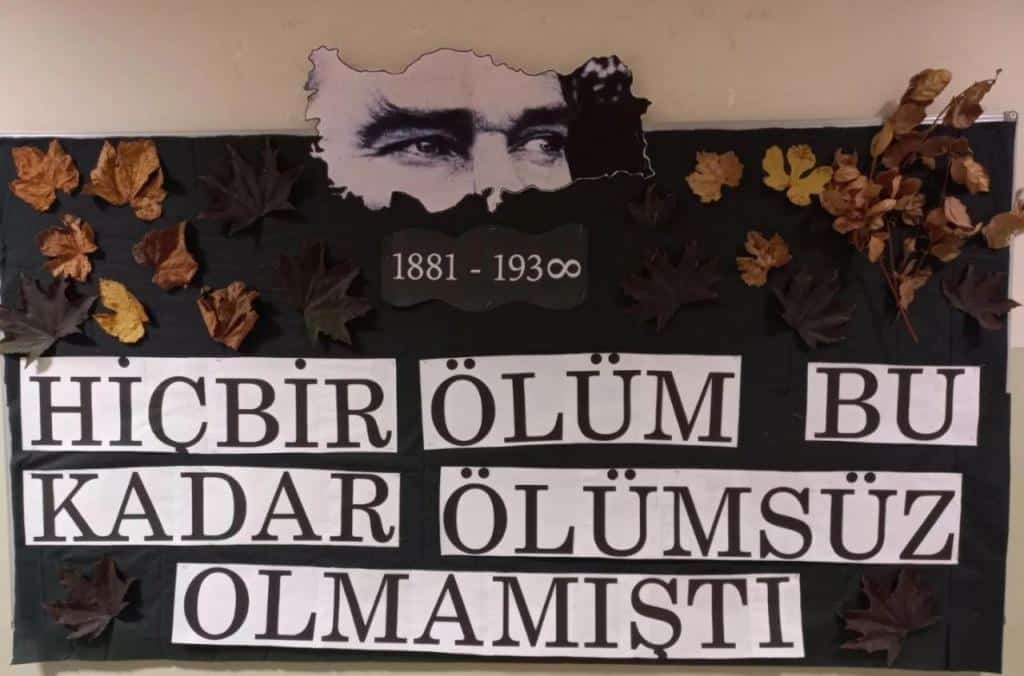 1881 - 193∞
HİÇBİR ÖLÜM BU
KADAR ÖLÜMSÜZ
OLMAMIŞTI